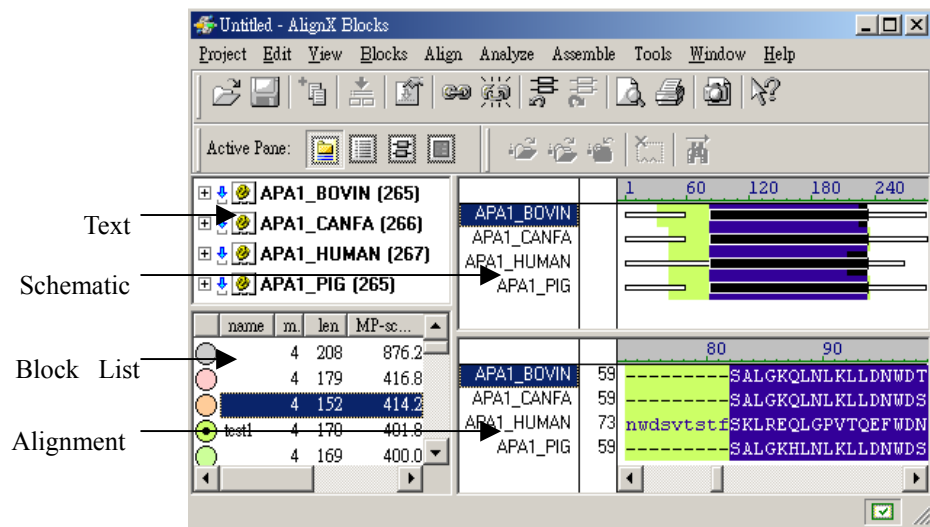 Untitled - AlignX Blocks
Project Edit View Blocks Align Analyze Assemble Tools Window Help
Active Pane:
Text
Schematic
Block List
Alignment
APA1_BOVIN (265)
APA1_CANFA (266)
APA1_HUMAN (267)
APA1_PIG (265)
1 60 120 180 240
APA1_BOVIN
APA1_CANFA
APA1_HUMAN
APA1_PIG
name m. len MP-sc...
4 208 876.2
4 179 416.8
4 152 414.2
test1 4 170 401.8
4 169 400.0
80 90
APA1_BOVIN 59 ---------SALGKQLNLKLLDNWDT
APA1_CANFA 59 ---------SALGKQLNLKLLDNWDS
APA1_HUMAN 73 nwdsvtstfSKLREQLGPVTQEFWDN
APA1_PIG 59 ---------SALGKHLNLKLLDNWDS